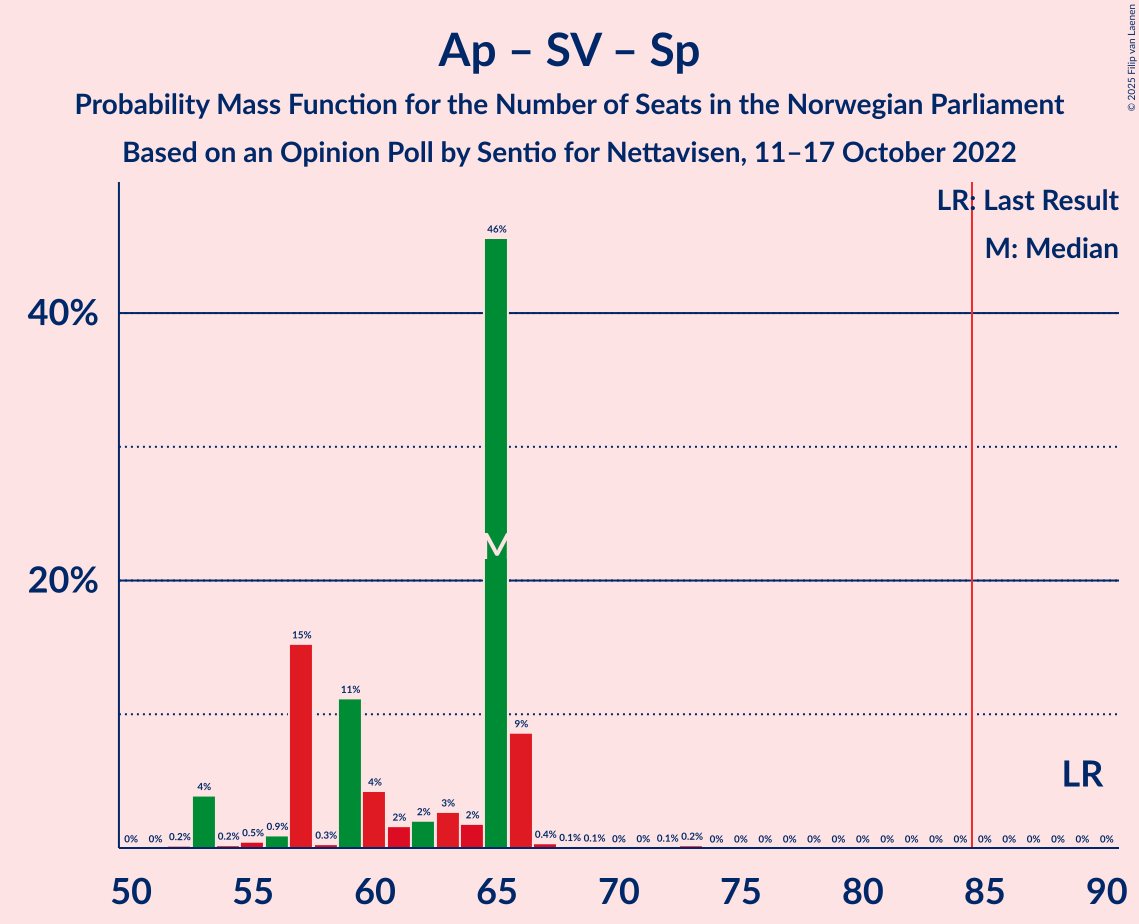 Ap – SV – Sp
Probability Mass Function for the Number of Seats in the Norwegian Parliament
Based on an Opinion Poll by Sentio for Nettavisen, 11–17 October 2022
© 2025 Filip van Laenen
LR: Last Result
M: Median
46%
40%
M
20%
15%
11%
9%
LR
4%
4%
3%
2%
2%
2%
0% 0% 0.2% 0.2% 0.5% 0.9% 0.3% 0.4% 0.1% 0.1% 0% 0% 0.1% 0.2% 0% 0% 0% 0% 0% 0% 0% 0% 0% 0% 0% 0% 0% 0% 0% 0% 0%
50 55 60 65 70 75 80 85 90